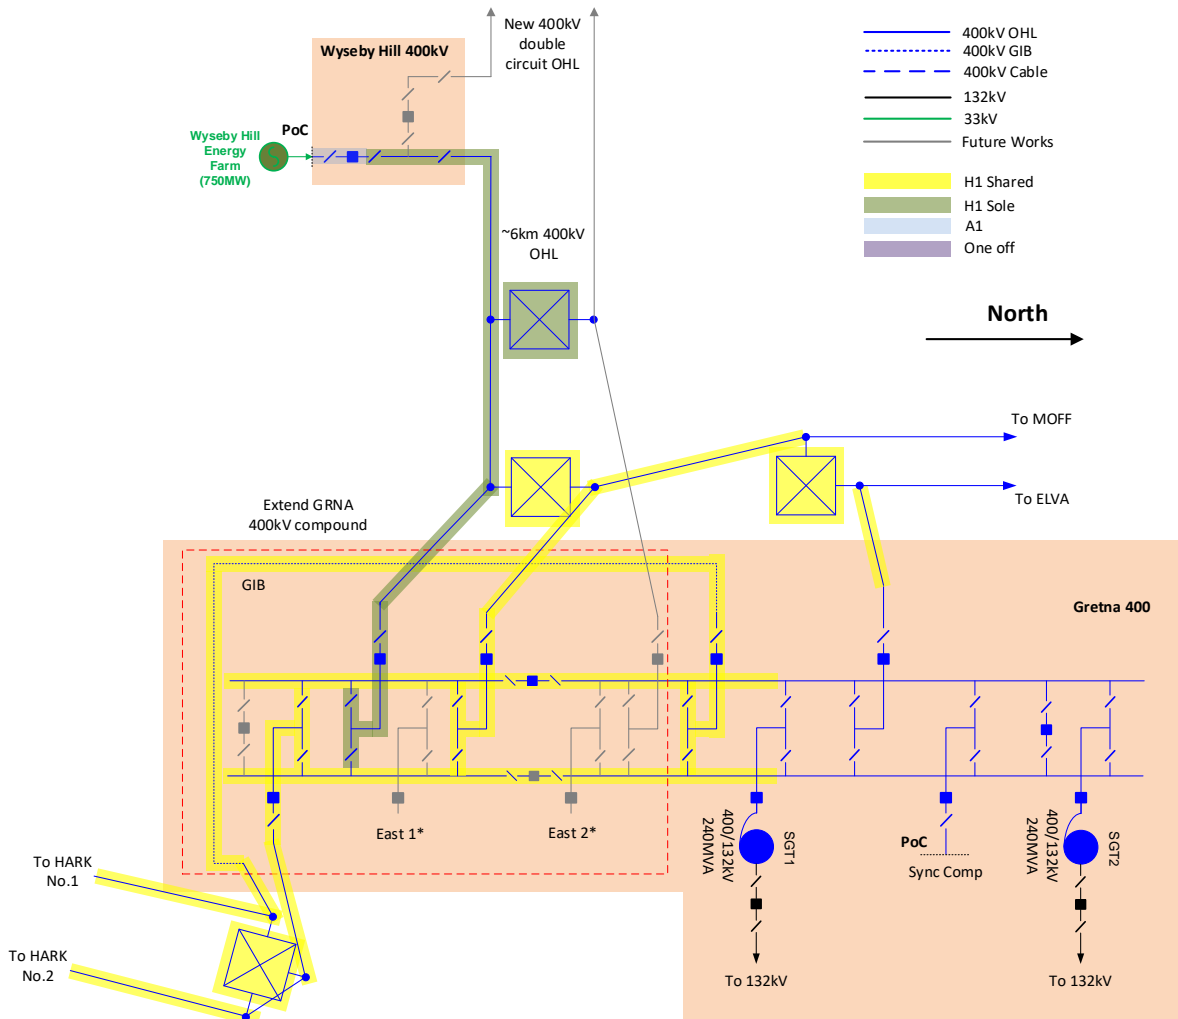 New 400kV
double
circuit OHL
Wyseby Hill 400kV
PoC
Wyseby Hill
Energy
Farm
(750MW)
400kV OHL
400kV GIB
400kV Cable
132kV
33kV
Future Works
H1 Shared
H1 Sole
A1
One off
~6km 400kV
OHL
North
To MOFF
To ELVA
Extend GRNA
400kV compound
GIB
Gretna 400
East 1*
East 2*
SGT1
400/132kV
240MVA
PoC
Sync Comp
SGT2
400/132kV
240MVA
To HARK
No.1
To HARK
No.2
To 132kV
To 132kV